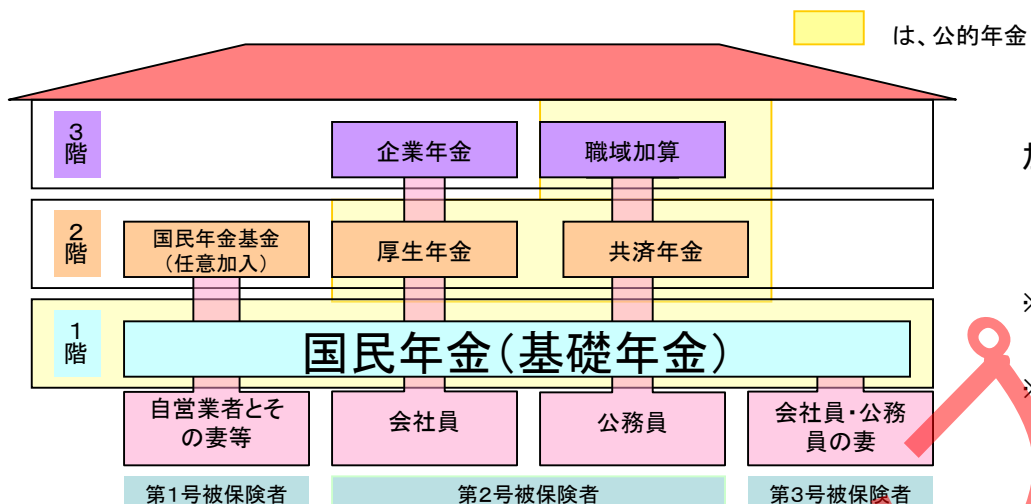 は、公的年金
3
階
企業年金
職域加算
2
階
国民年金基金
(任意加入)
厚生年金
共済年金
※
1
階
国民年金(基礎年金)
※
自営業者とそ
の妻等
会社員
公務員
会社員・公務
員の妻
第1号被保険者
第2号被保険者
第3号被保険者